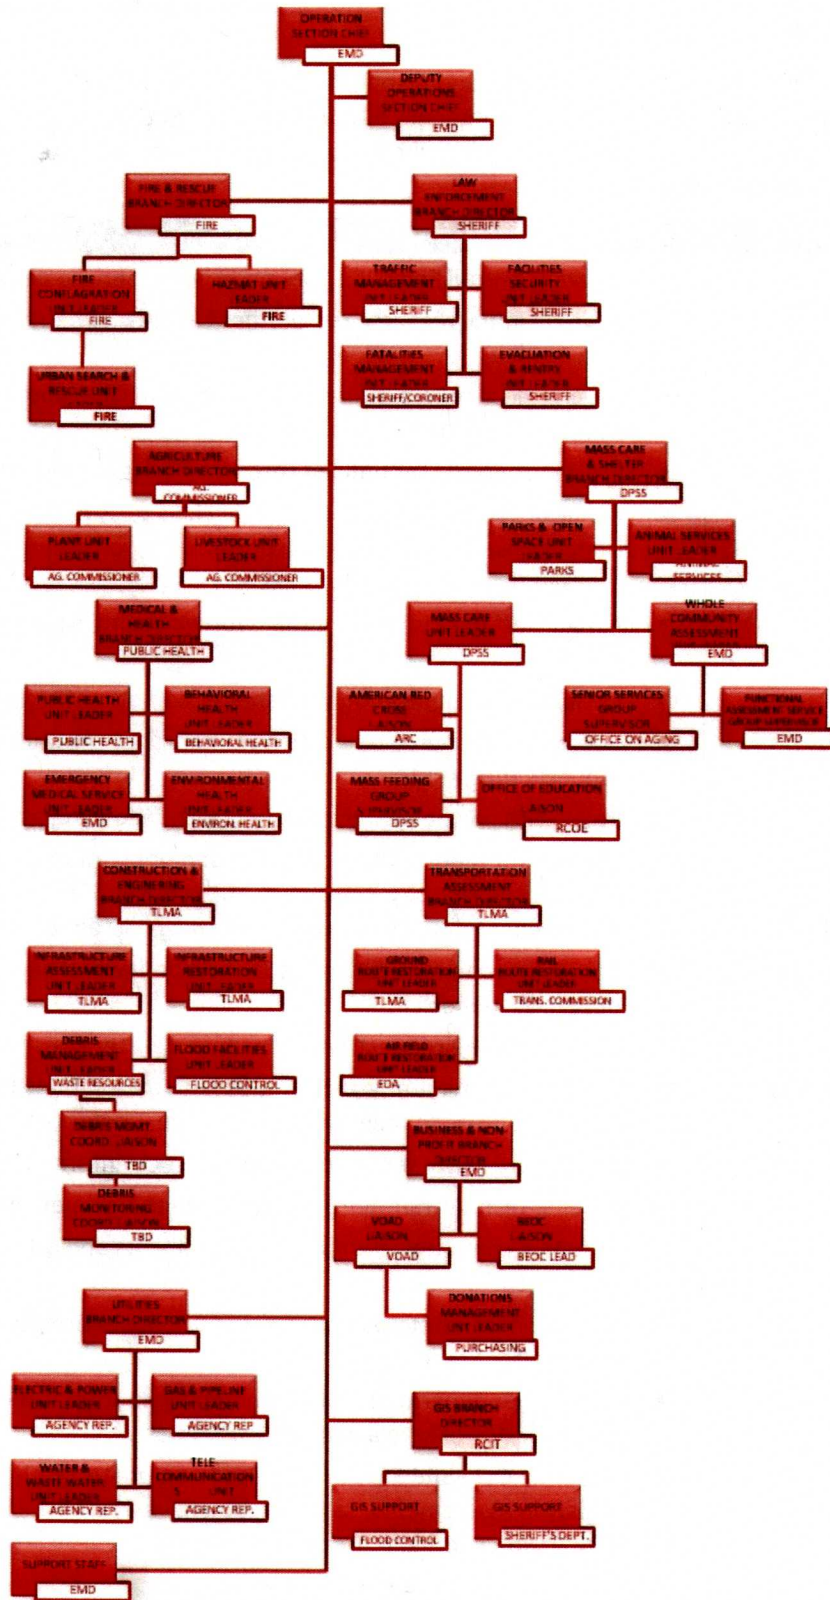 OPERATION
SECTION CHIEF
EMD
DEPUTY
OPERATIONS
SECTION CHIEF
EMD
FIRE & RESCUE
BRANCH DIRECTOR
FIRE
LAW
ENFORCEMENT
BRANCH DIRECTOR
SHERIFF
FIRE
CONFLAGRATION
UNIT LEADER
FIRE
HAZMAT UNIT
LEADER
FIRE
TRAFFIC
MANAGEMENT
UNIT LEADER
SHERIFF
FACILITIES
SECURITY
UNIT LEADER
SHERIFF
URBAN SEARCH &
RESCUE UNIT
FIRE
FATALITIES
MANAGEMENT
UNIT LEADER
SHERIFF/CORONER
EVACUATION
& RENTRY
UNIT LEADER
SHERIFF
AGRICULTURE
BRANCH DIRECTOR
AG.
COMMISSIONER
MASS CARE
& SHELTER
BRANCH DIRECTOR
DPSS
PLANT UNIT
LEADER
AG. COMMISSIONER
LIVESTOCK UNIT
LEADER
AG. COMMISSIONER
PARKS & OPEN
SPACE UNIT
LEADER
PARKS
ANIMAL SERVICES
UNIT LEADER
ANIMAL
SERVICES
MEDICAL &
HEALTH
BRANCH DIRECTOR
PUBLIC HEALTH
MASS CARE
UNIT LEADER
DPSS
WHOLE
COMMUNITY
ASSESSMENT
EMD
PUBLIC HEALTH
UNIT LEADER
PUBLIC HEALTH
BEHAVIORAL
HEALTH
UNIT LEADER
BEHAVIORAL HEALTH
AMERICAN RED
CROSS
LIAISON
ARC
SENIOR SERVICES
GROUP
SUPERVISOR
OFFICE ON AGING
FUNCTIONAL
ASSESSMENT SERVICE
GROUP SUPERVISOR
EMD
EMERGENCY
MEDICAL SERVICE
UNIT LEADER
EMD
ENVIRONMENTAL
HEALTH
UNIT LEADER
ENVIRON. HEALTH
MASS FEEDING
GROUP
SUPERVISOR
DPSS
OFFICE OF EDUCATION
LIAISON
RCOE
CONSTRUCTION &
ENGINERING
BRANCH DIRECTOR
TLMA
TRANSPORTATION
ASSESSMENT
BRANCH DIRECTOR
TLMA
INFRASTRUCTURE
ASSESSMENT
UNIT LEADER
TLMA
INFRASTRUCTURE
RESTORATION
UNIT LEADER
TLMA
GROUND
ROUTE RESTORATION
UNIT LEADER
TLMA
RAIL
ROUTE RESTORATION
UNIT LEADER
TRANS. COMMISSION
DEBRIS
MANAGEMENT
UNIT LEADER
WASTE RESOURCES
FLOOD FACILITIES
UNIT LEADER
FLOOD CONTROL
AIR FIELD
ROUTE RESTORATION
UNIT LEADER
EDA
DEBRIS MGMT.
COORD. LIAISON
TBD
BUSINESS & NON-
PROFIT BRANCH
DIRECTOR
EMD
DEBRIS
MONITORING
COORD. LIAISON
TBD
VOAD
LIAISON
VOAD
BEOC
LIAISON
BEOC LEAD
UTILITIES
BRANCH DIRECTOR
EMD
DONATIONS
MANAGEMENT
UNIT LEADER
PURCHASING
ELECTRIC & POWER
UNIT LEADER
AGENCY REP.
GAS & PIPELINE
UNIT LEADER
AGENCY REP
GIS BRANCH
DIRECTOR
RCIT
WATER &
WASTE WATER
UNIT LEADER
AGENCY REP.
TELE-
COMMUNICATION
S UNIT
AGENCY REP.
GIS SUPPORT
FLOOD CONTROL
GIS SUPPORT
SHERIFF'S DEPT.
SUPPORT STAFF
EMD